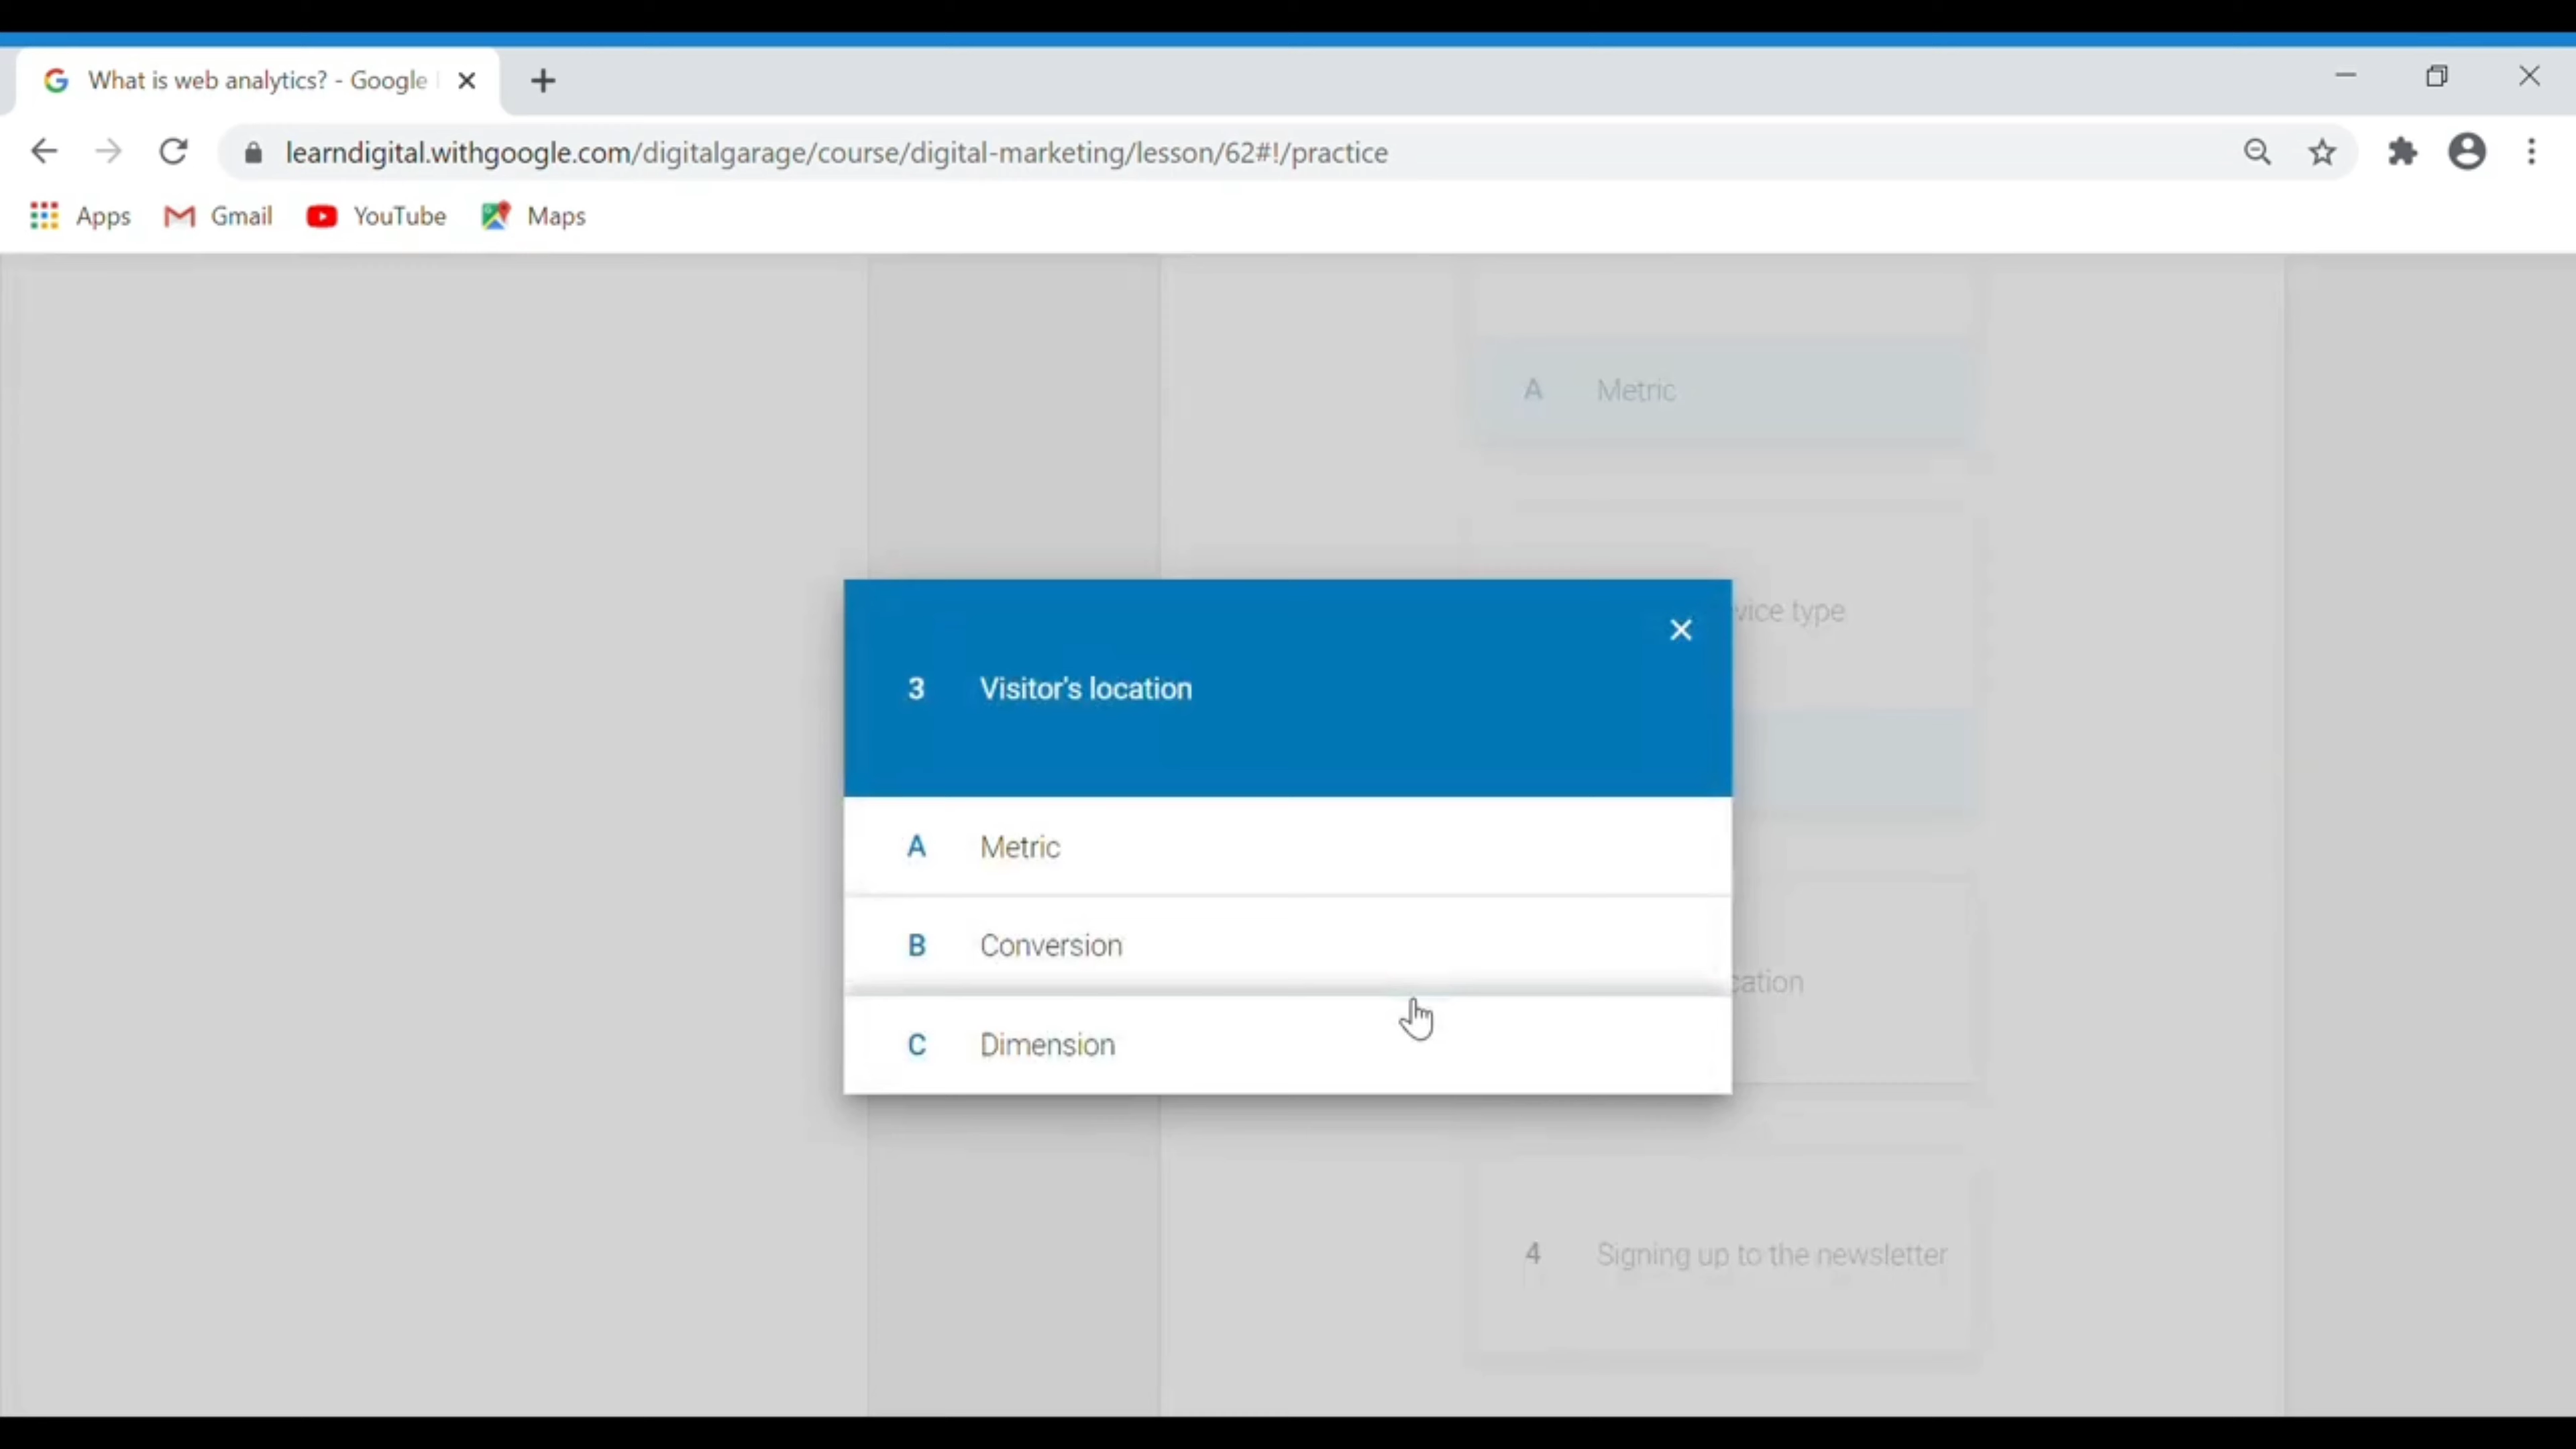 What is web analytics? - Google
learndigital.withgoogle.com/digitalgarage/course/digital-marketing/lesson/62#!/practice
Apps Gmail YouTube Maps
A Metric
vice type
3 Visitor's location
A Metric
B Conversion
cation
C Dimension
4 Signing up to the newsletter